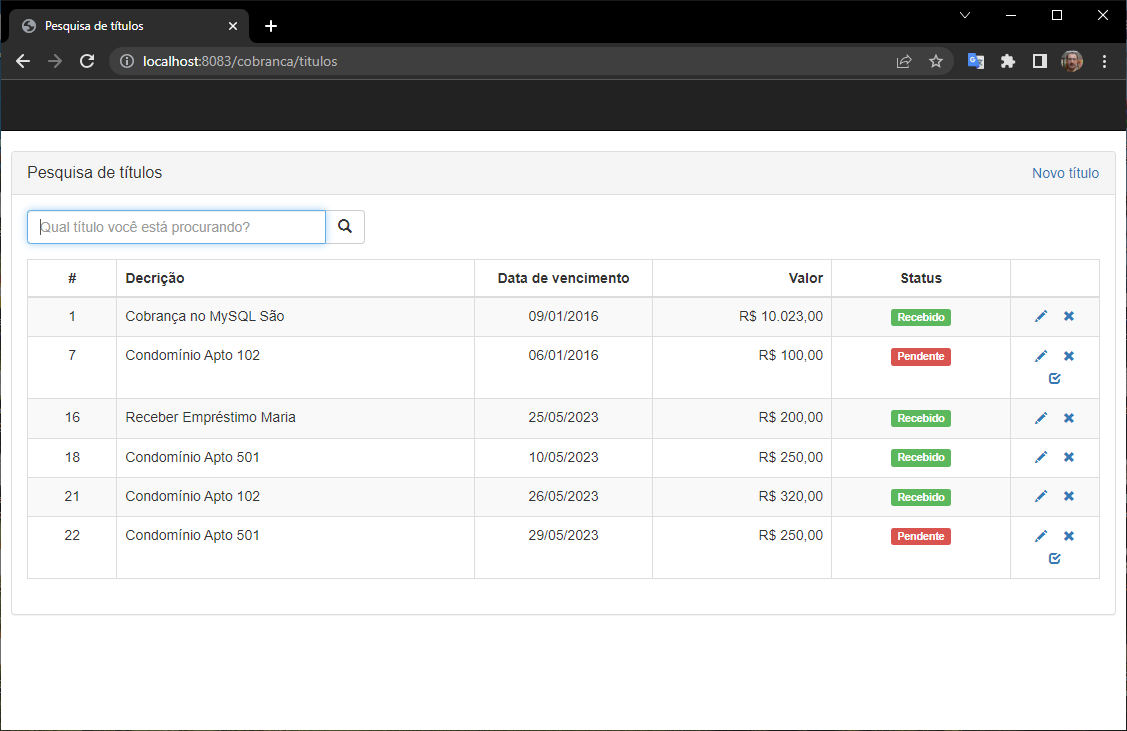 Pesquisa de títulos
localhost:8083/cobranca/titulos
Pesquisa de títulos Novo título
Qual título você está procurando?
# Decrição Data de vencimento Valor Status
1 Cobrança no MySQL São 09/01/2016 R$ 10.023,00 Recebido
7 Condomínio Apto 102 06/01/2016 R$ 100,00 Pendente
16 Receber Empréstimo Maria 25/05/2023 R$ 200,00 Recebido
18 Condomínio Apto 501 10/05/2023 R$ 250,00 Recebido
21 Condomínio Apto 102 26/05/2023 R$ 320,00 Recebido
22 Condomínio Apto 501 29/05/2023 R$ 250,00 Pendente